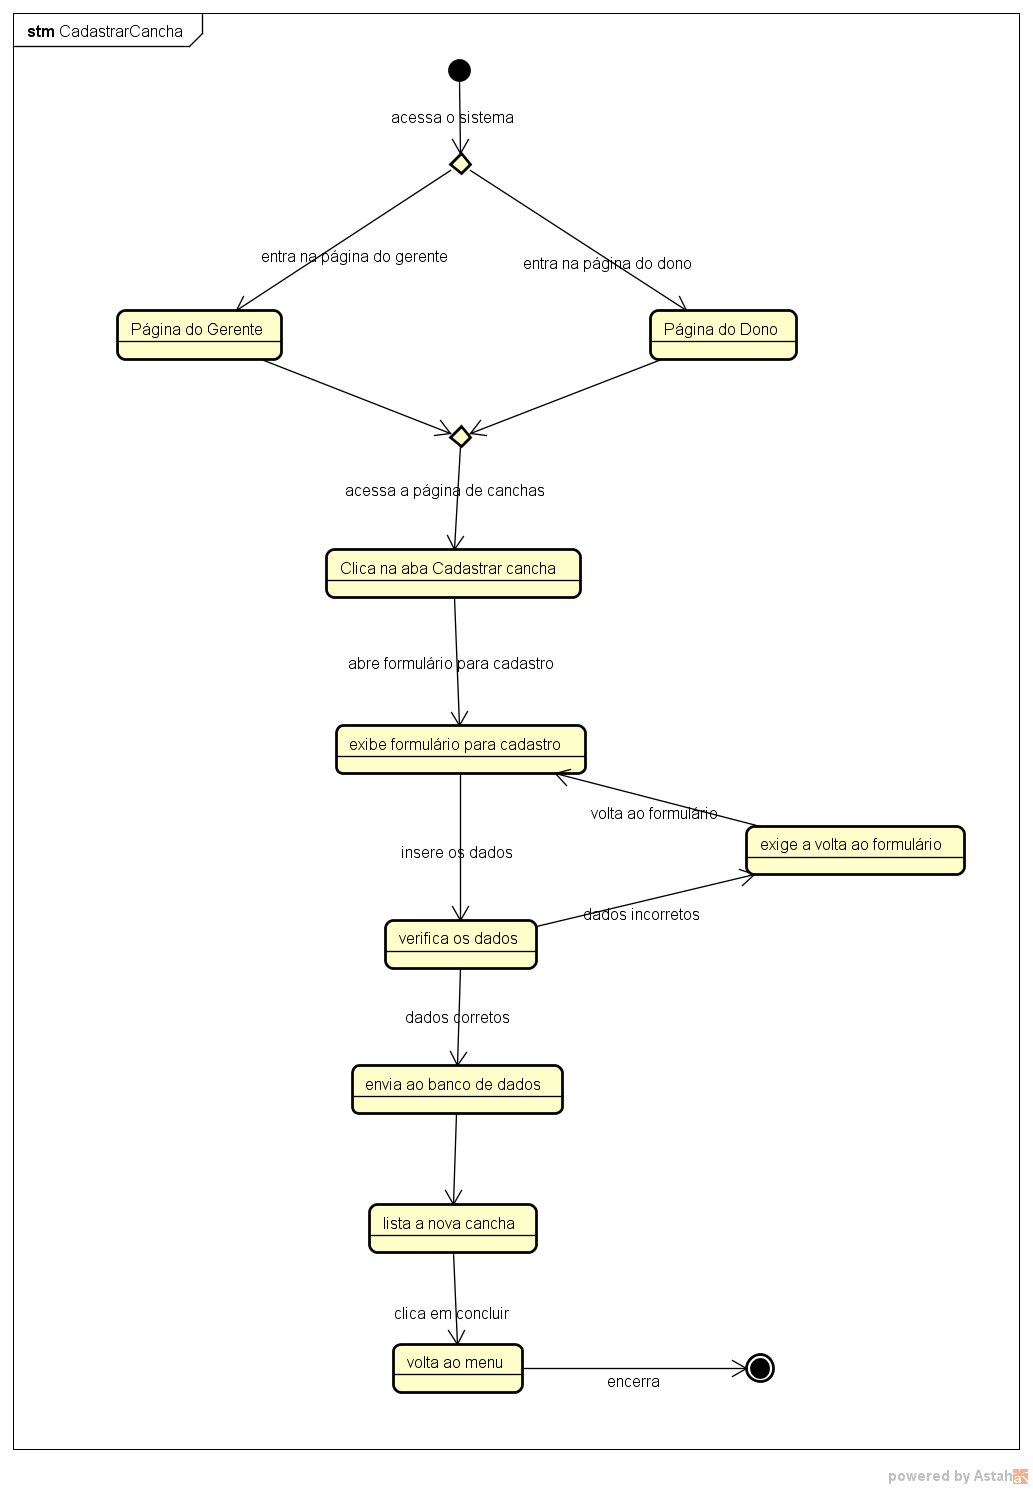 stm CadastrarCancha
acessa o sistema
entra na página do gerente
entra na página do dono
Página do Gerente
Página do Dono
acessa a página de canchas
Clica na aba Cadastrar cancha
abre formulário para cadastro
exibe formulário para cadastro
volta ao formulário
exige a volta ao formulário
insere os dados
dados incorretos
verifica os dados
dados corretos
envia ao banco de dados
lista a nova cancha
clica em concluir
volta ao menu
encerra
powered by Astah